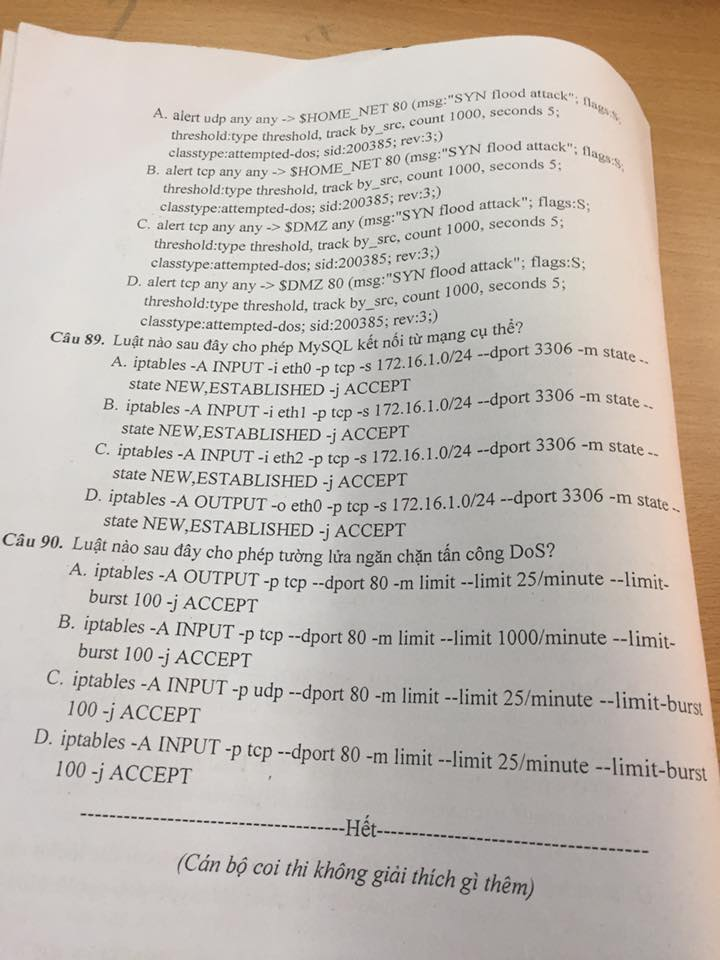 A. alert udp any any -> $HOME_NET 80 (msg:"SYN flood attack"; flags:S;
threshold:type threshold, track by_src, count 1000, seconds 5;
classtype:attempted-dos; sid:200385; rev:3;)
B. alert tcp any any -> $HOME_NET 80 (msg:"SYN flood attack"; flags:S;
threshold:type threshold, track by_src, count 1000, seconds 5;
classtype:attempted-dos; sid:200385; rev:3;)
C. alert tcp any any -> $DMZ any (msg:"SYN flood attack"; flags:S;
threshold:type threshold, track by_src, count 1000, seconds 5;
classtype:attempted-dos; sid:200385; rev:3;)
D. alert tcp any any -> $DMZ 80 (msg:"SYN flood attack"; flags:S;
threshold:type threshold, track by_src, count 1000, seconds 5;
classtype:attempted-dos; sid:200385; rev:3;)
Câu 89. Luật nào sau đây cho phép MySQL kết nối từ mạng cụ thể?
A. iptables -A INPUT -i eth0 -p tcp -s 172.16.1.0/24 --dport 3306 -m state --
state NEW,ESTABLISHED -j ACCEPT
B. iptables -A INPUT -i eth1 -p tcp -s 172.16.1.0/24 --dport 3306 -m state --
state NEW,ESTABLISHED -j ACCEPT
C. iptables -A INPUT -i eth2 -p tcp -s 172.16.1.0/24 --dport 3306 -m state --
state NEW,ESTABLISHED -j ACCEPT
D. iptables -A OUTPUT -o eth0 -p tcp -s 172.16.1.0/24 --dport 3306 -m state --
state NEW,ESTABLISHED -j ACCEPT
Câu 90. Luật nào sau đây cho phép tường lửa ngăn chặn tấn công DoS?
A. iptables -A OUTPUT -p tcp --dport 80 -m limit --limit 25/minute --limit-
burst 100 -j ACCEPT
B. iptables -A INPUT -p tcp --dport 80 -m limit --limit 1000/minute --limit-
burst 100 -j ACCEPT
C. iptables -A INPUT -p udp --dport 80 -m limit --limit 25/minute --limit-burst
100 -j ACCEPT
D. iptables -A INPUT -p tcp --dport 80 -m limit --limit 25/minute --limit-burst
100 -j ACCEPT
-----------------------------------Hết-----------------------------------
(Cán bộ coi thi không giải thích gì thêm)